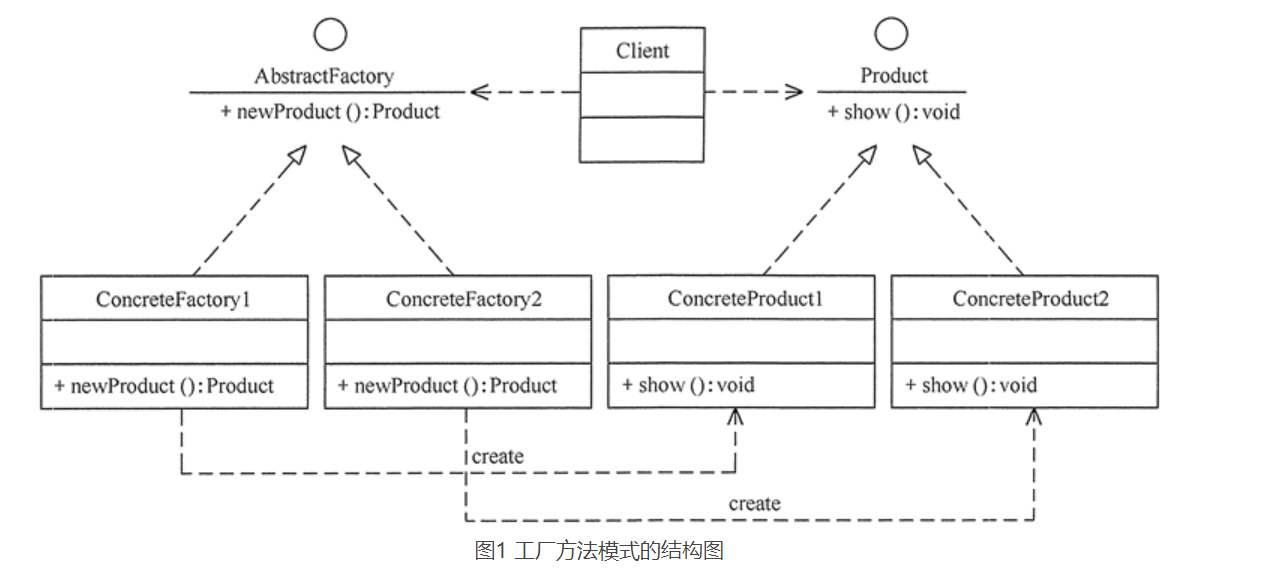 Client
AbstractFactory
Product
+ newProduct (): Product
+ show (): void
ConcreteFactory1
ConcreteFactory2
ConcreteProduct1
ConcreteProduct2
+ newProduct (): Product
+ newProduct (): Product
+ show (): void
+ show (): void
create
create
图1 工厂方法模式的结构图